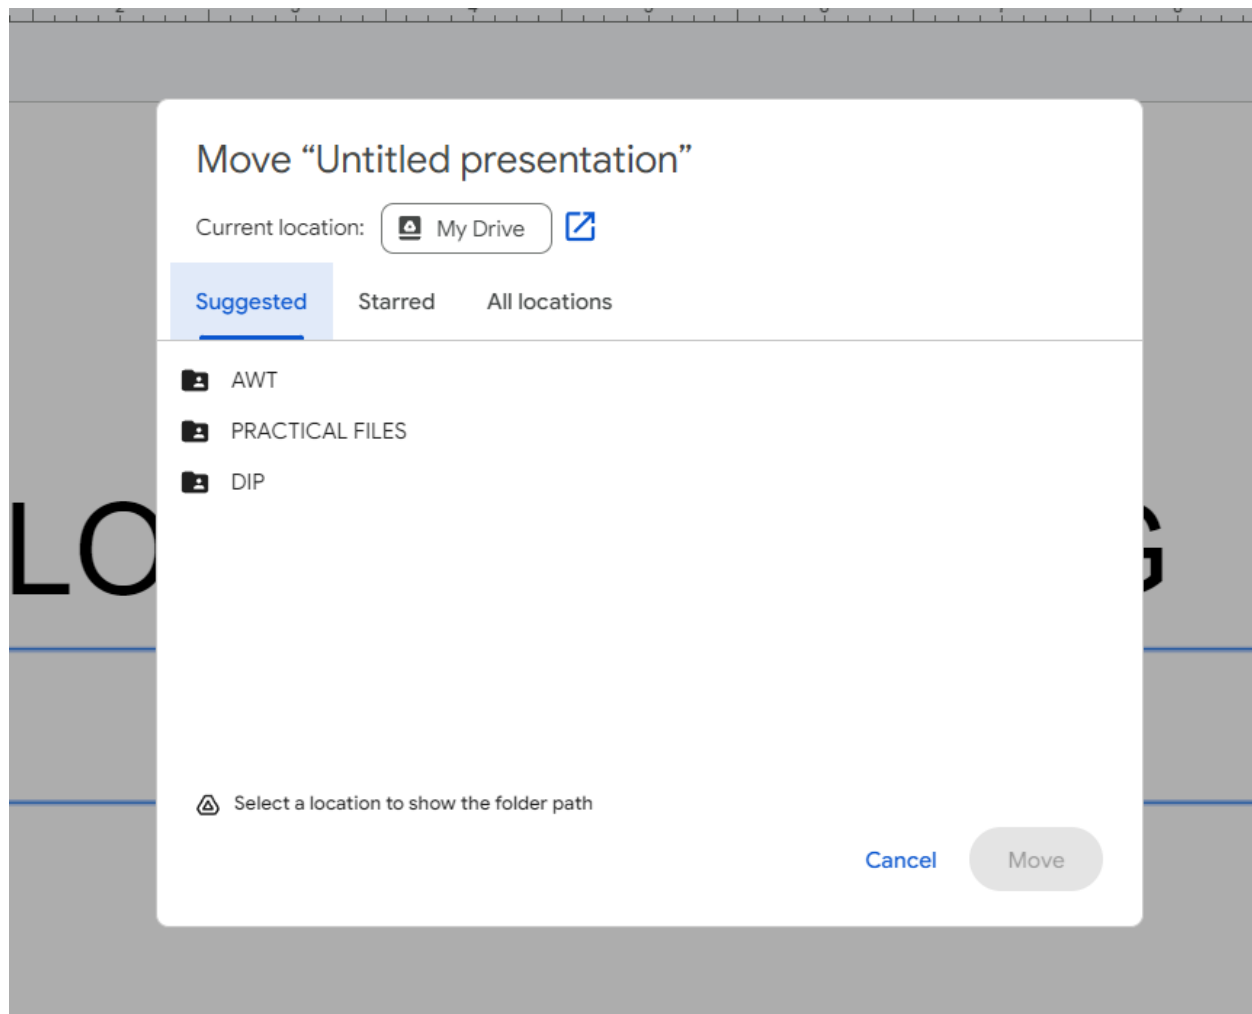 Move “Untitled presentation”
Current location: My Drive
Suggested Starred All locations
AWT
PRACTICAL FILES
DIP
LO G
Select a location to show the folder path
Cancel Move